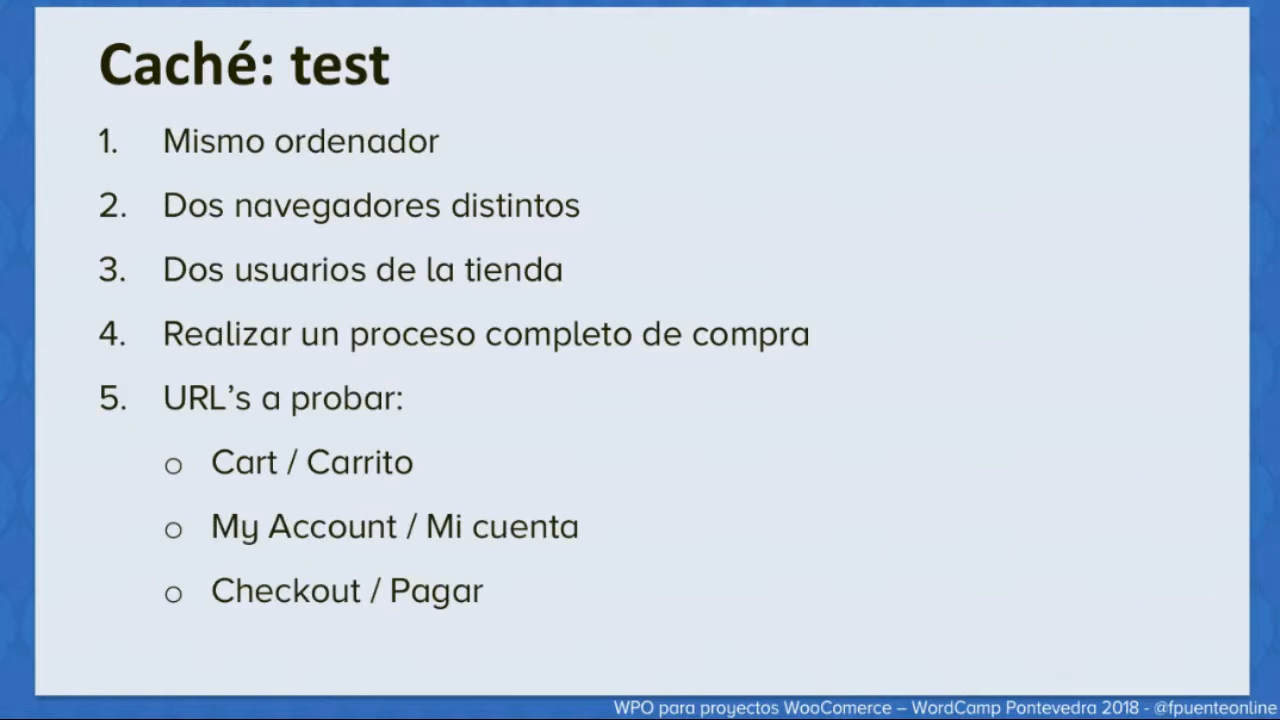 Caché: test
1. Mismo ordenador
2. Dos navegadores distintos
3. Dos usuarios de la tienda
4. Realizar un proceso completo de compra
5. URL’s a probar:
o Cart / Carrito
o My Account / Mi cuenta
o Checkout / Pagar
WPO para proyectos WooComerce – WordCamp Pontevedra 2018 - @fpuenteonline